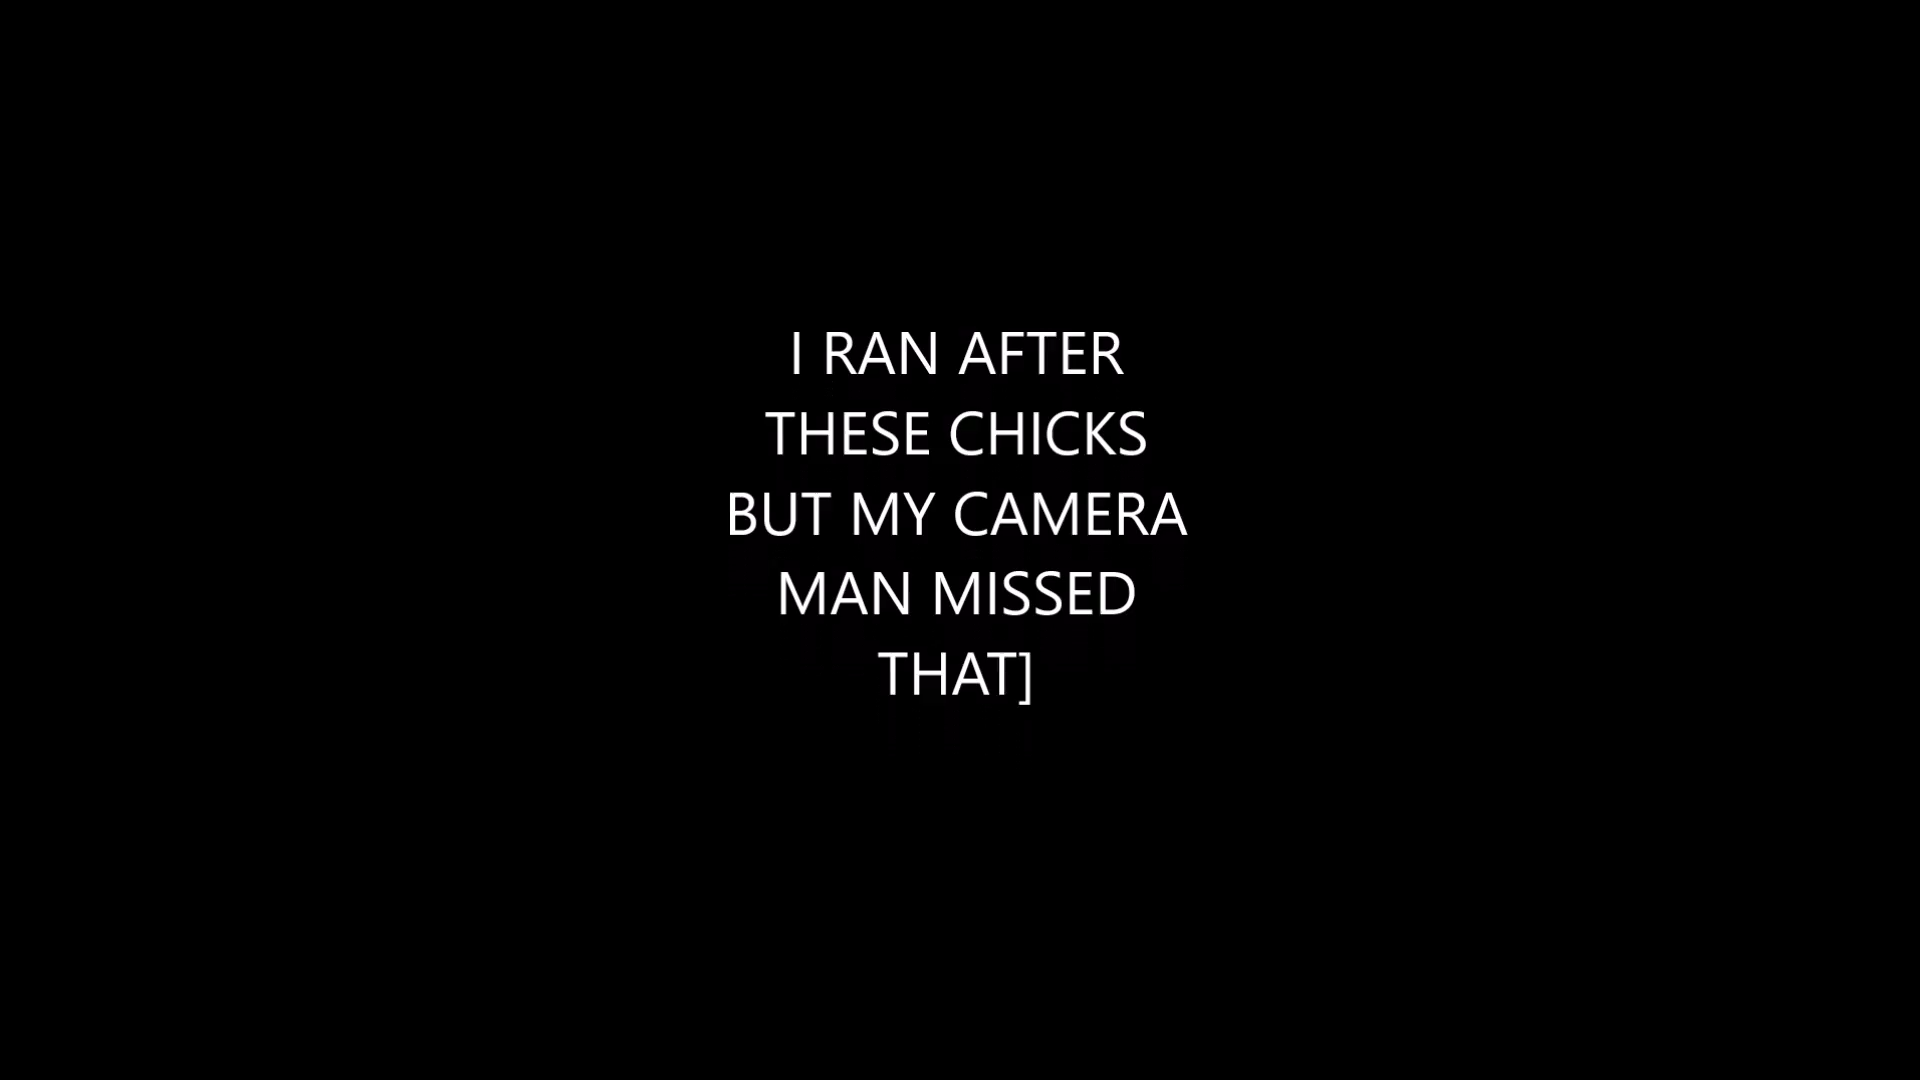 I RAN AFTER
THESE CHICKS
BUT MY CAMERA
MAN MISSED
THAT]